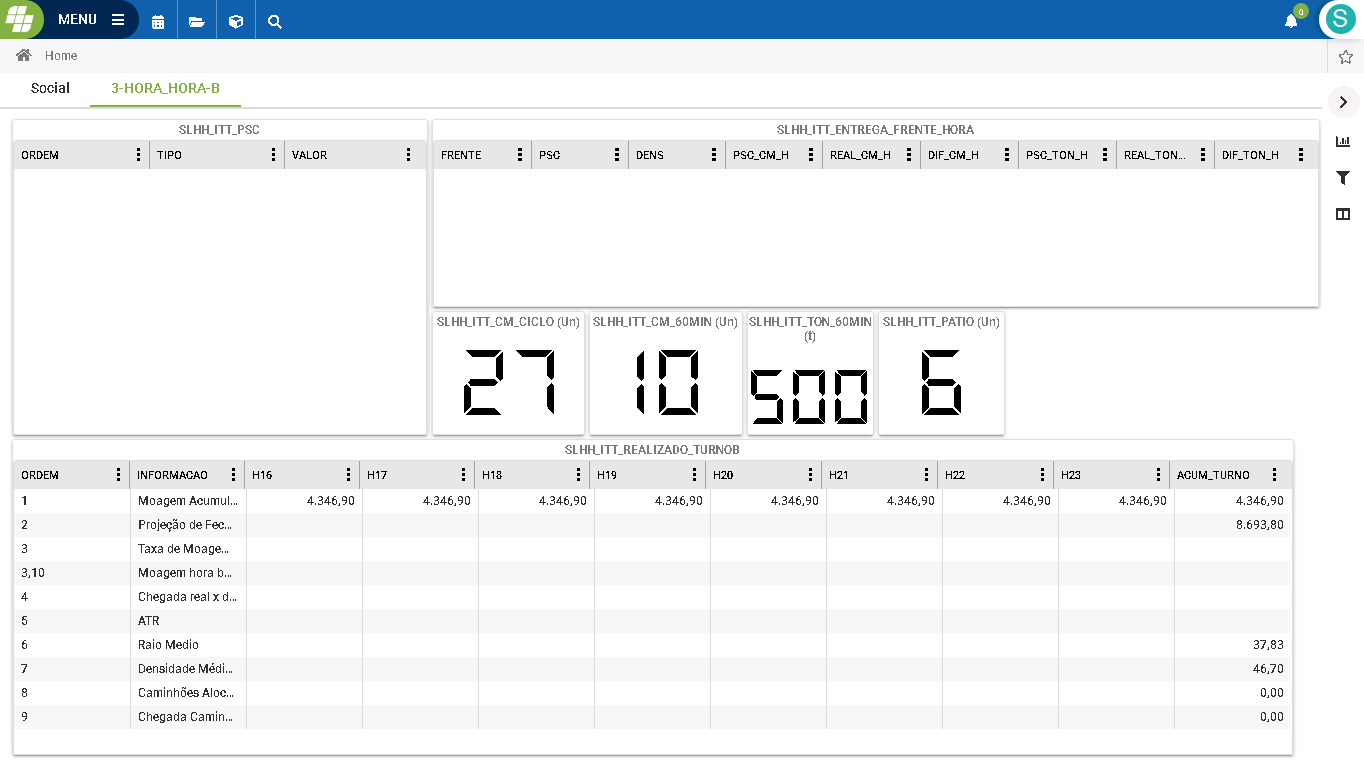 MENU
0
S
Home
Social 3-HORA_HORA-B
SLHH_ITT_PSC
ORDEM TIPO VALOR
SLHH_ITT_ENTREGA_FRENTE_HORA
FRENTE PSC DENS PSC_CM_H REAL_CM_H DIF_CM_H PSC_TON_H REAL_TON... DIF_TON_H
SLHH_ITT_CM_CICLO (Un)
27
SLHH_ITT_CM_60MIN (Un)
10
SLHH_ITT_TON_60MIN
(t)
500
SLHH_ITT_PATIO (Un)
6
SLHH_ITT_REALIZADO_TURNOB
ORDEM INFORMACAO H16 H17 H18 H19 H20 H21 H22 H23 ACUM_TURNO
1 Moagem Acumul... 4.346,90 4.346,90 4.346,90 4.346,90 4.346,90 4.346,90 4.346,90 4.346,90 4.346,90
2 Projeção de Fec... 8.693,80
3 Taxa de Moage...
3,10 Moagem hora b...
4 Chegada real x d...
5 ATR
6 Raio Medio 37,83
7 Densidade Médi... 46,70
8 Caminhões Aloc... 0,00
9 Chegada Camin... 0,00